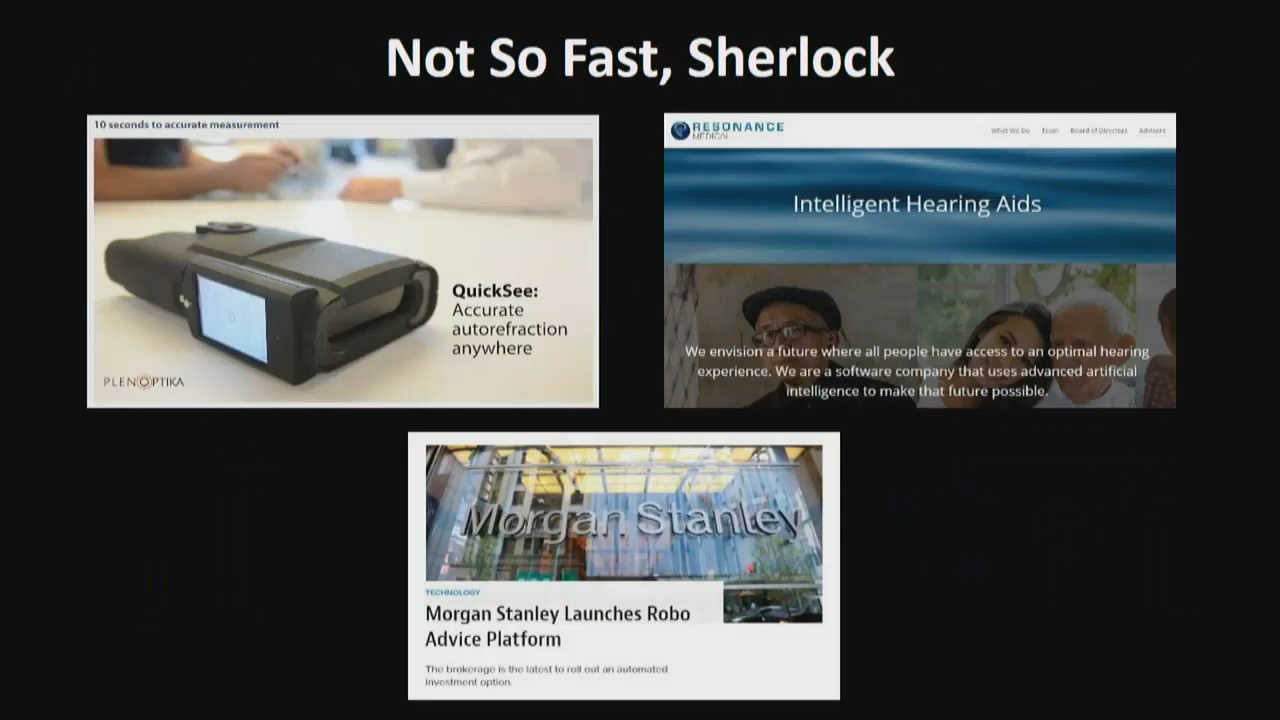 Not So Fast, Sherlock
10 seconds to accurate measurement
QuickSee:
Accurate
autorefraction
anywhere
PLENOPTIKA
RESONANCE
MEDICAL
What We Do Team Board of Directors Advisors
Intelligent Hearing Aids
We envision a future where all people have access to an optimal hearing
experience. We are a software company that uses advanced artificial
intelligence to make that future possible.
Morgan Stanley
TECHNOLOGY
Morgan Stanley Launches Robo
Advice Platform
The brokerage is the latest to roll out an automated
investment option.